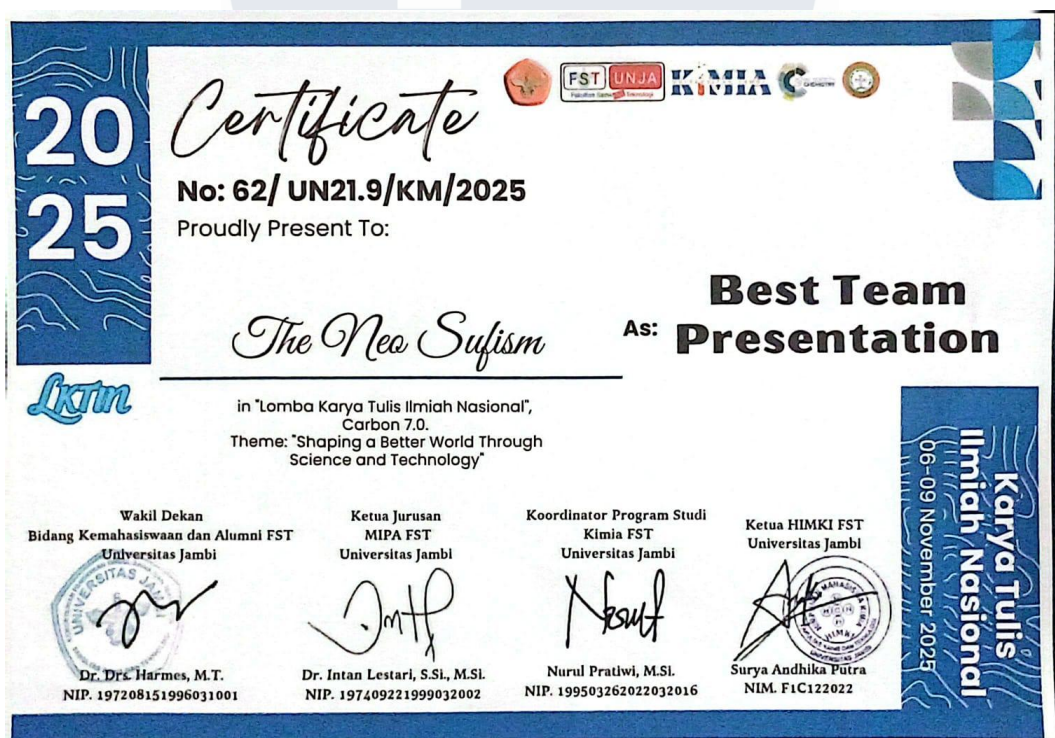 20
25
Certificate
FST UNJA
KIMIA
No: 62/ UN21.9/KM/2025
Proudly Present To:
The Neo Sufism
As: Best Team
Presentation
LKTIN
in "Lomba Karya Tulis Ilmiah Nasional",
Carbon 7.0.
Theme: "Shaping a Better World Through
Science and Technology"
Karya Tulis
Ilmiah Nasional
06-09 November 2025
Wakil Dekan
Bidang Kemahasiswaan dan Alumni FST
Universitas Jambi
Dr. Drs. Harmes, M.T.
NIP. 197208151996031001
Ketua Jurusan
MIPA FST
Universitas Jambi
Dr. Intan Lestari, S.Si., M.Si.
NIP. 197409221999032002
Koordinator Program Studi
Kimia FST
Universitas Jambi
Nurul Pratiwi, M.Si.
NIP. 199503262022032016
Ketua HIMKI FST
Universitas Jambi
Surya Andhika Putra
NIM. F1C122022